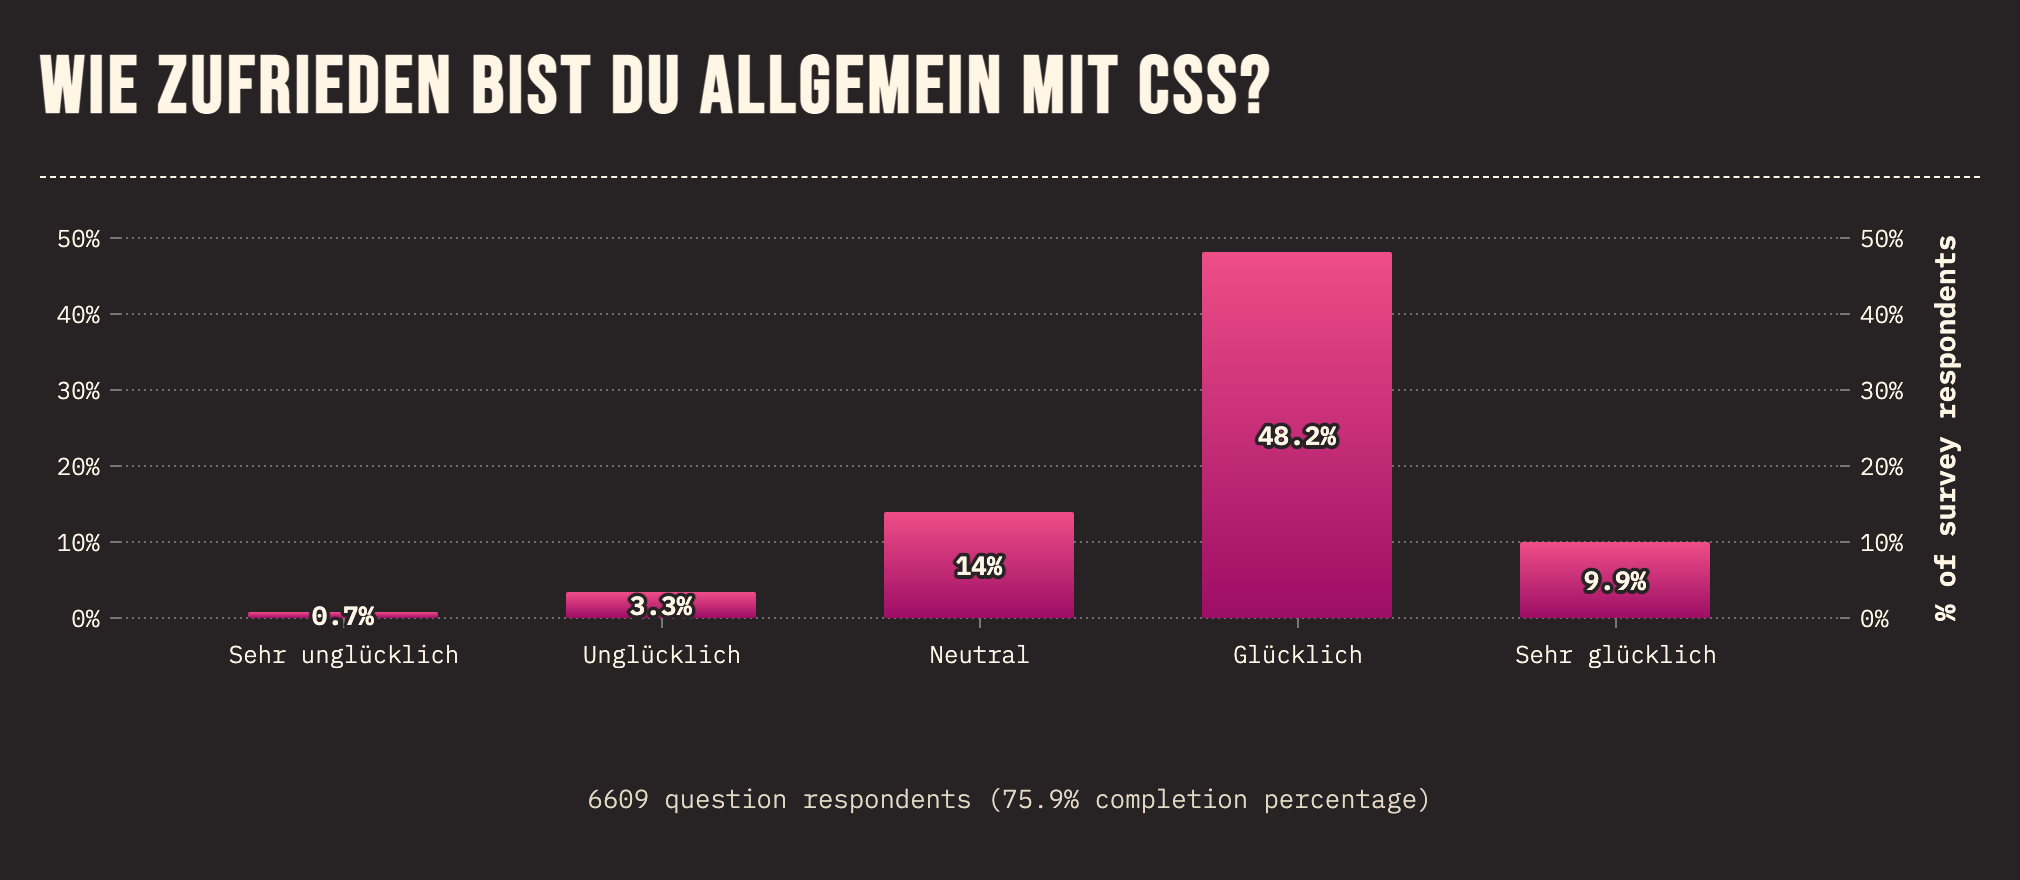 WIE ZUFRIEDEN BIST DU ALLGEMEIN MIT CSS?
50%
40%
30%
20%
10%
0%
0.7%
3.3%
14%
48.2%
9.9%
50%
40%
30%
20%
10%
0%
% of survey respondents
Sehr unglücklich
Unglücklich
Neutral
Glücklich
Sehr glücklich
6609 question respondents (75.9% completion percentage)